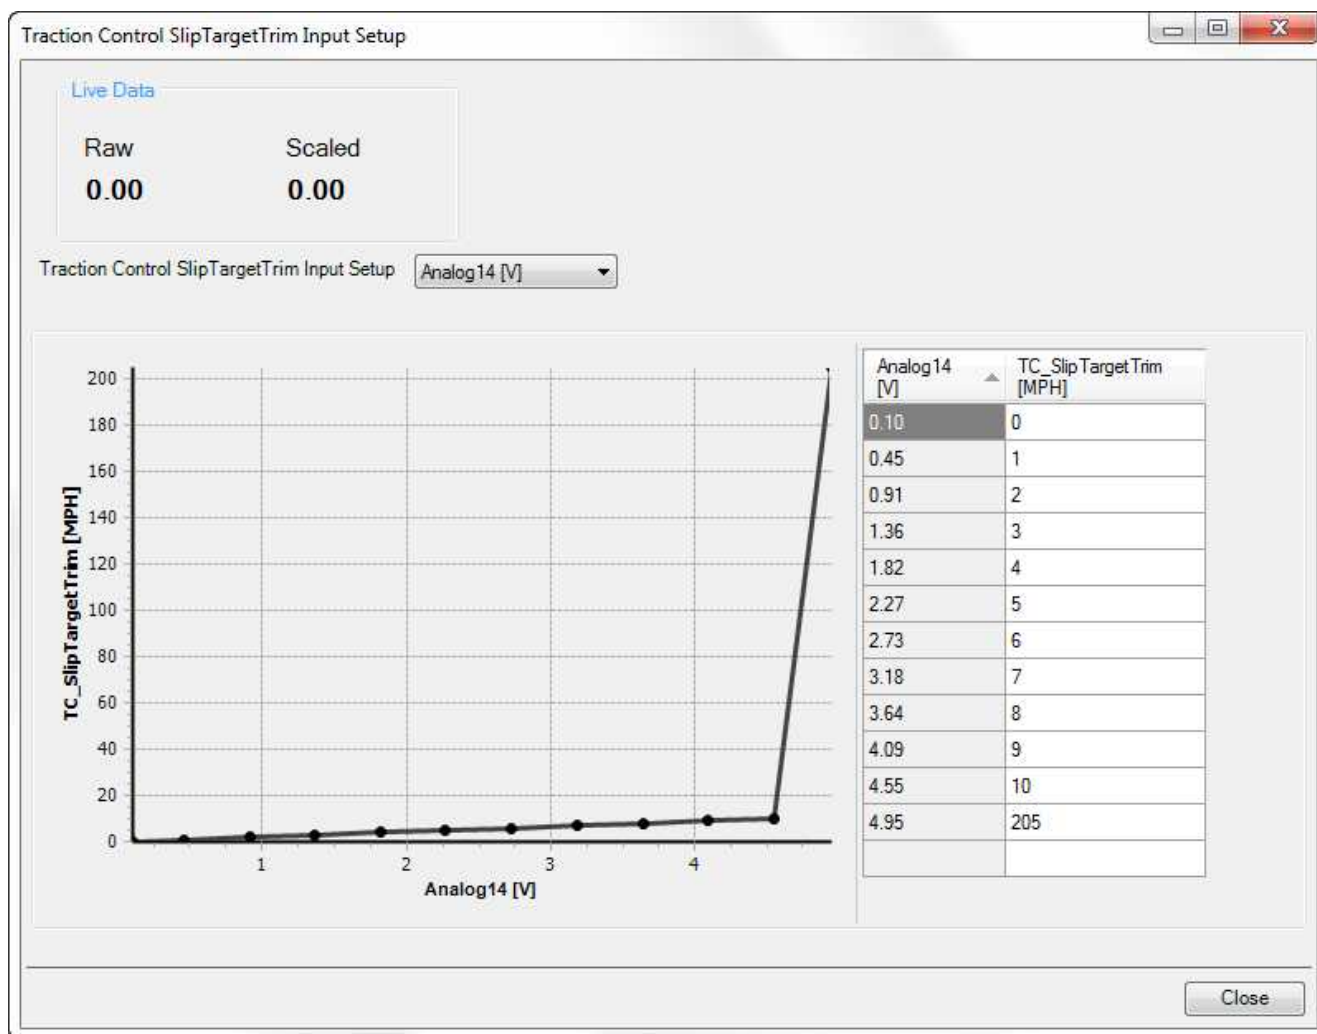 Traction Control SlipTargetTrim Input Setup
Live Data
Raw Scaled
0.00 0.00
Traction Control SlipTargetTrim Input Setup Analog14 [V]
TC_SlipTargetTrim [MPH]
200
180
160
140
120
100
80
60
40
20
0
1 2 3 4
Analog14 [V]
Analog14 [V] TC_SlipTargetTrim [MPH]
0.10 0
0.45 1
0.91 2
1.36 3
1.82 4
2.27 5
2.73 6
3.18 7
3.64 8
4.09 9
4.55 10
4.95 205
Close